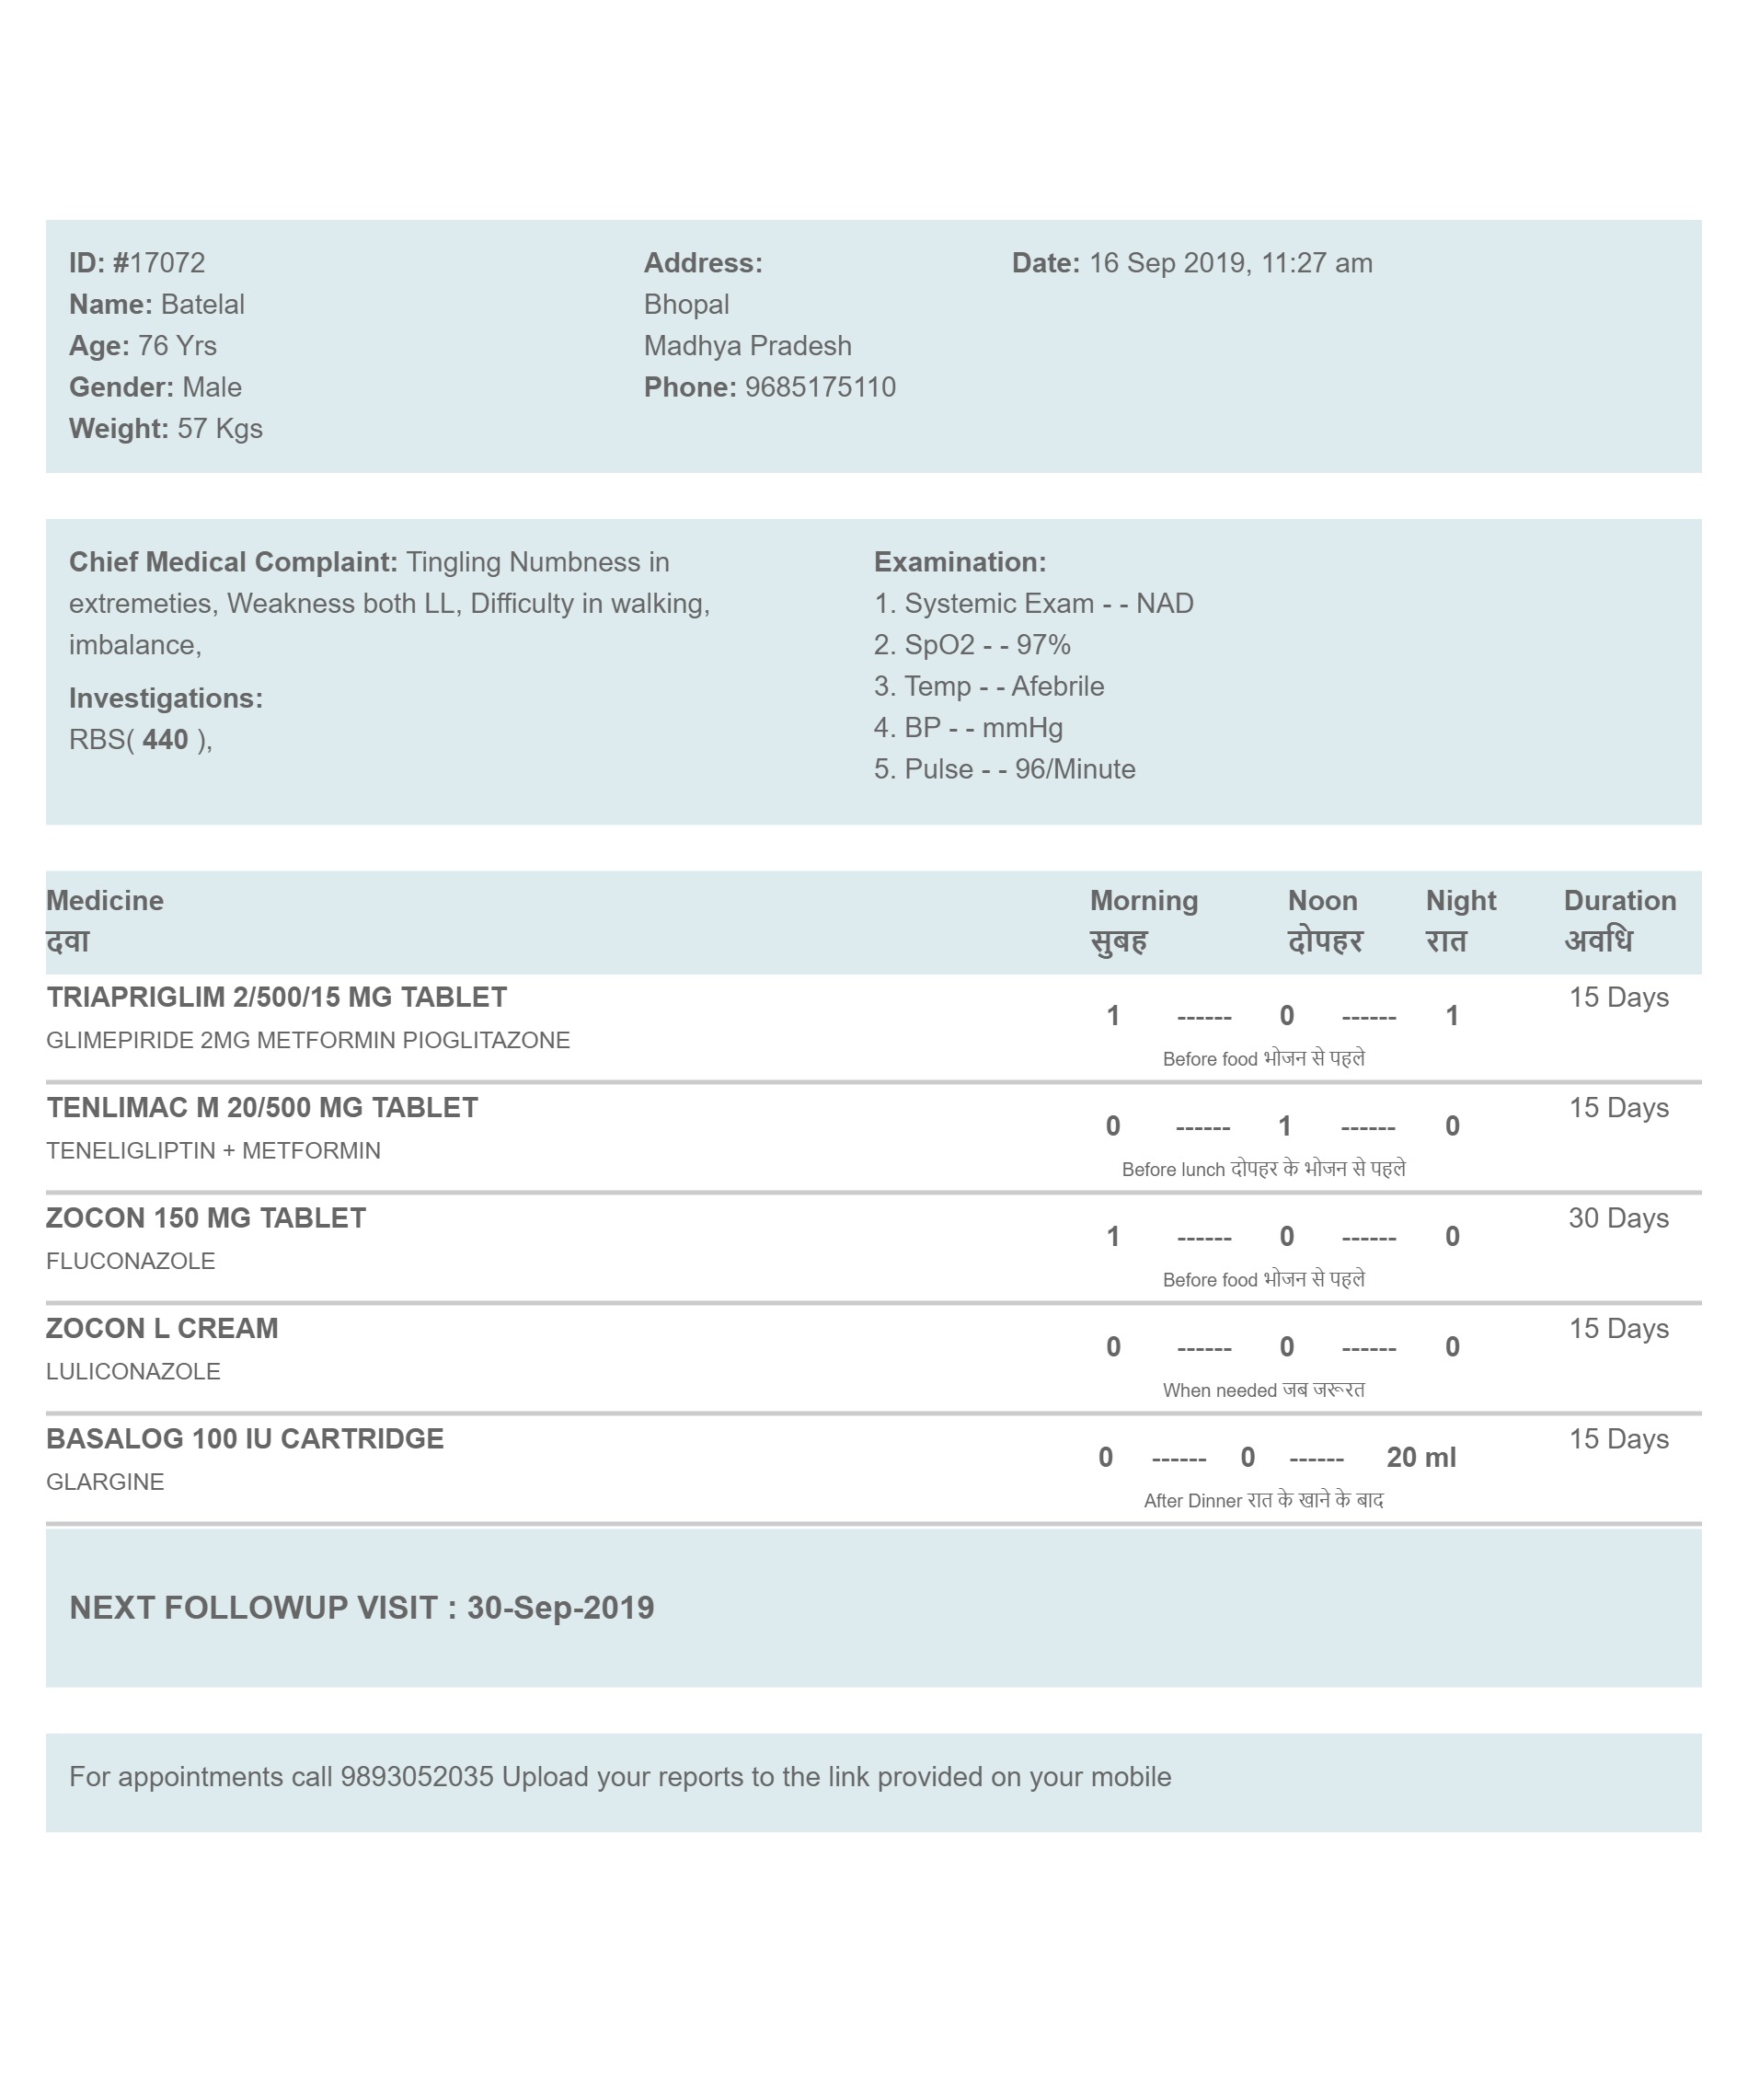 ID: #17072
Name: Batelal
Age: 76 Yrs
Gender: Male
Weight: 57 Kgs
Address:
Bhopal
Madhya Pradesh
Phone: 9685175110
Date: 16 Sep 2019, 11:27 am
Chief Medical Complaint: Tingling Numbness in
extremeties, Weakness both LL, Difficulty in walking,
imbalance,
Investigations:
RBS( 440 ),
Examination:
1. Systemic Exam - - NAD
2. SpO2 - - 97%
3. Temp - - Afebrile
4. BP - - mmHg
5. Pulse - - 96/Minute
Medicine Morning Noon Night Duration
दवा सुबह दोपहर रात अवधि
TRIAPRIGLIM 2/500/15 MG TABLET 1 ------ 0 ------ 1 15 Days
GLIMEPIRIDE 2MG METFORMIN PIOGLITAZONE Before food भोजन से पहले
TENLIMAC M 20/500 MG TABLET 0 ------ 1 ------ 0 15 Days
TENELIGLIPTIN + METFORMIN Before lunch दोपहर के भोजन से पहले
ZOCON 150 MG TABLET 1 ------ 0 ------ 0 30 Days
FLUCONAZOLE Before food भोजन से पहले
ZOCON L CREAM 0 ------ 0 ------ 0 15 Days
LULICONAZOLE When needed जब जरूरत
BASALOG 100 IU CARTRIDGE 0 ------ 0 ------ 20 ml 15 Days
GLARGINE After Dinner रात के खाने के बाद
NEXT FOLLOWUP VISIT : 30-Sep-2019
For appointments call 9893052035 Upload your reports to the link provided on your mobile